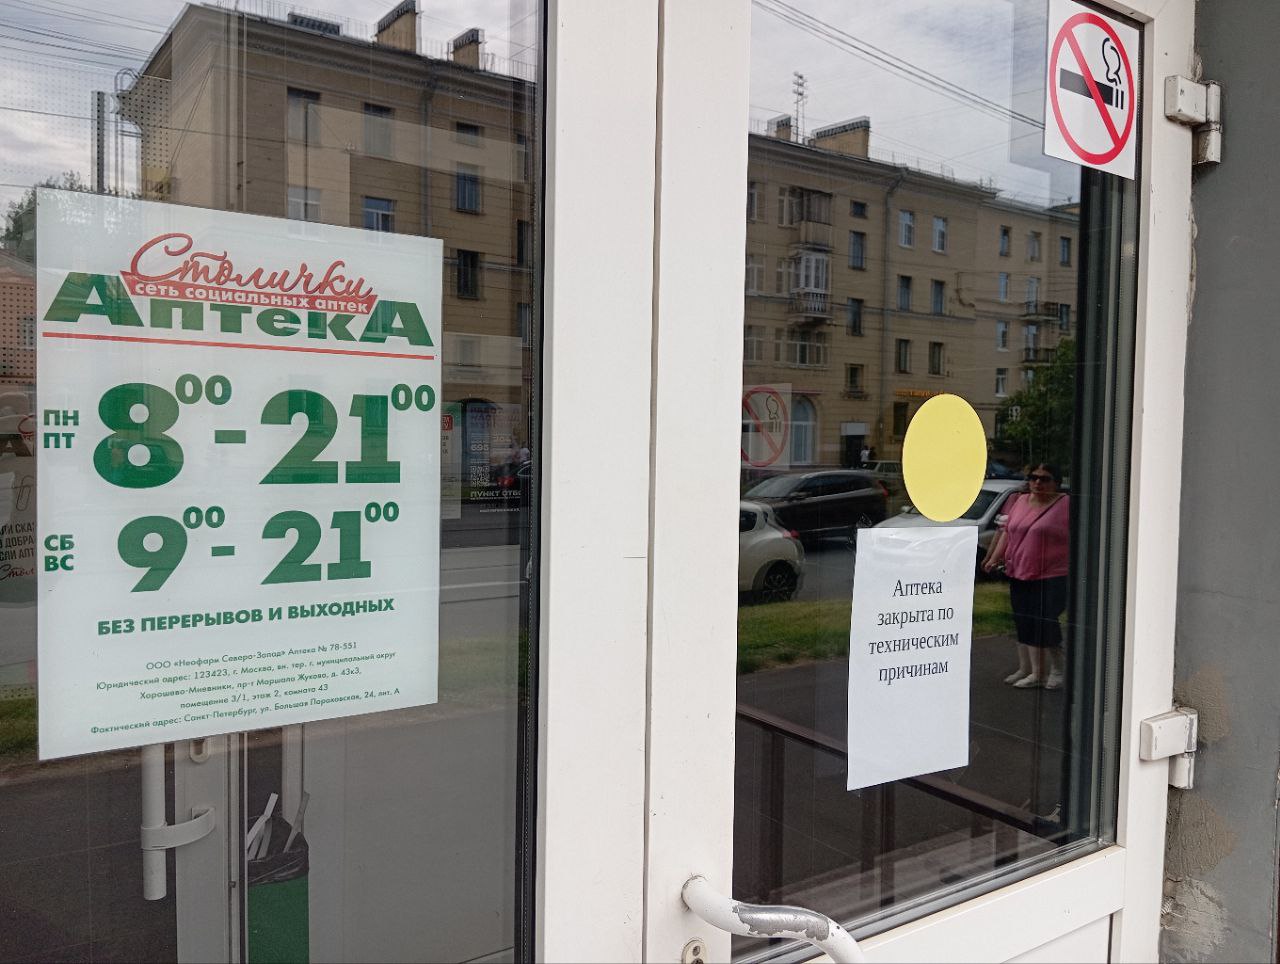 Столички
сеть социальных аптек
Аптека
ПН
ПТ
8⁰⁰ - 21⁰⁰
СБ
ВС
9⁰⁰ - 21⁰⁰
БЕЗ ПЕРЕРЫВОВ И ВЫХОДНЫХ
ООО «Неофарм Северо-Запад» Аптека № 78-551
Юридический адрес: 123423, г. Москва, вн. тер. г. муниципальный округ
Хорошево-Мневники, пр-т Маршала Жукова, д. 43к3,
помещение 3/1, этаж 2, комната 43
Фактический адрес: Санкт-Петербург, ул. Большая Пороховская, 24, лит. А
Аптека
закрыта по
техническим
причинам